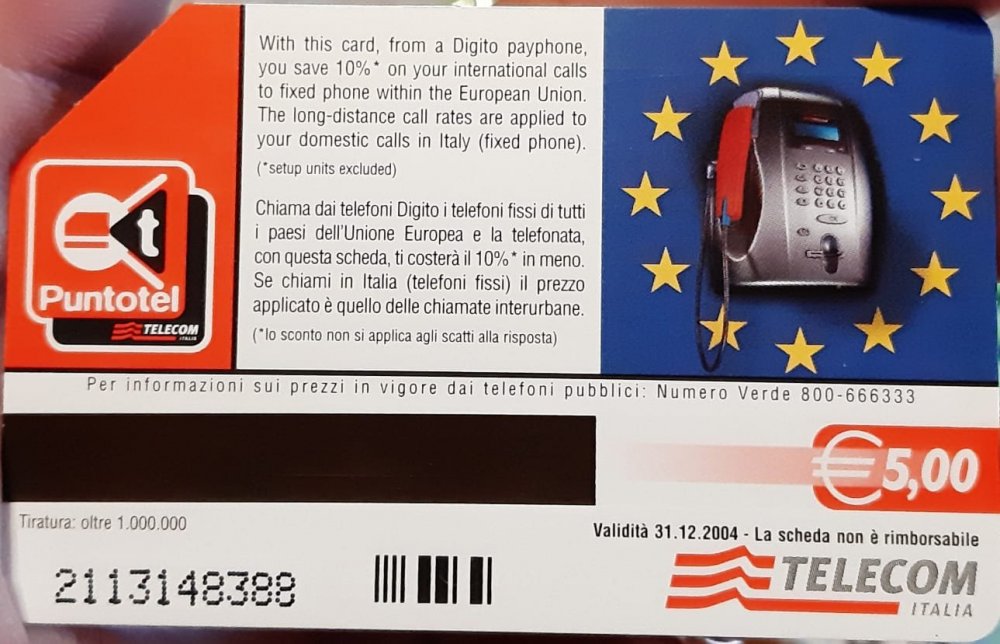 With this card, from a Digito payphone,
you save 10%* on your international calls
to fixed phone within the European Union.
The long-distance call rates are applied to
your domestic calls in Italy (fixed phone).
(*setup units excluded)
Chiama dai telefoni Digito i telefoni fissi di tutti
i paesi dell'Unione Europea e la telefonata,
con questa scheda, ti costerà il 10%* in meno.
Se chiami in Italia (telefoni fissi) il prezzo
applicato è quello delle chiamate interurbane.
(*lo sconto non si applica agli scatti alla risposta)
t
Puntotel
TELECOM
ITALIA
Per informazioni sui prezzi in vigore dai telefoni pubblici: Numero Verde 800-666333
€5,00
Tiratura: oltre 1.000.000
Validità 31.12.2004 - La scheda non è rimborsabile
2113148388
TELECOM
ITALIA